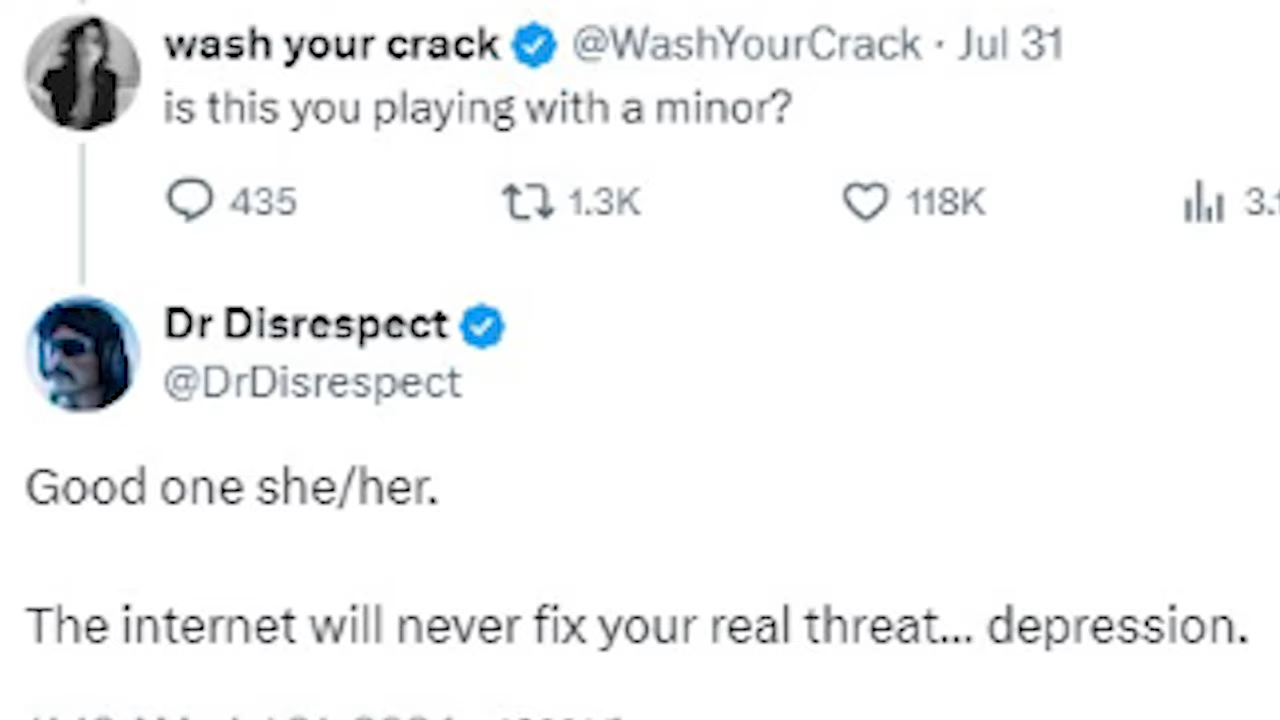 wash your crack @WashYourCrack · Jul 31
is this you playing with a minor?
435 1.3K 118K
Dr Disrespect
@DrDisrespect
Good one she/her.
The internet will never fix your real threat... depression.